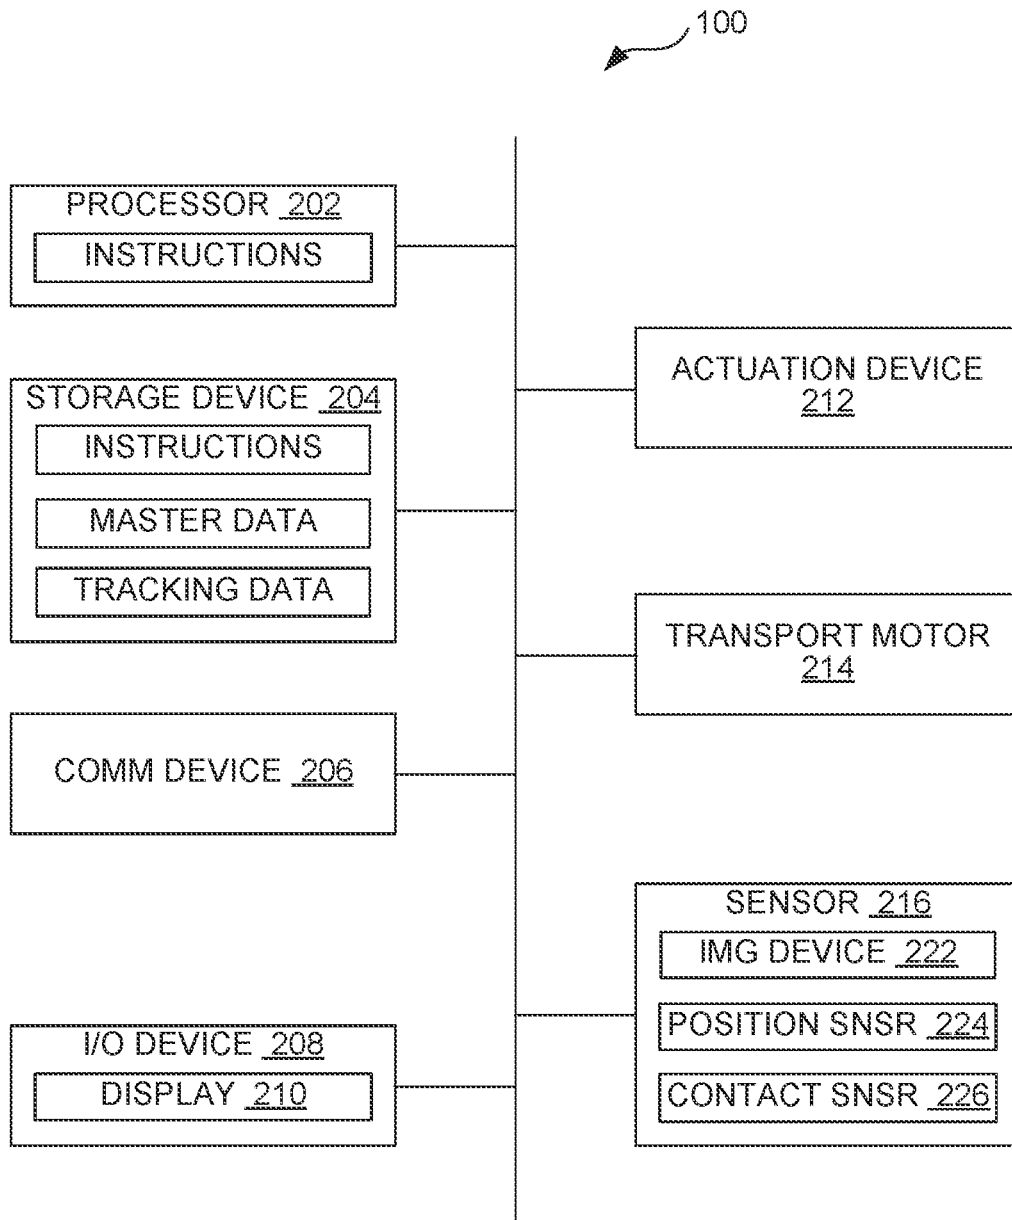 100
PROCESSOR 202
INSTRUCTIONS
STORAGE DEVICE 204
INSTRUCTIONS
MASTER DATA
TRACKING DATA
COMM DEVICE 206
I/O DEVICE 208
DISPLAY 210
ACTUATION DEVICE
212
TRANSPORT MOTOR
214
SENSOR 216
IMG DEVICE 222
POSITION SNSR 224
CONTACT SNSR 226